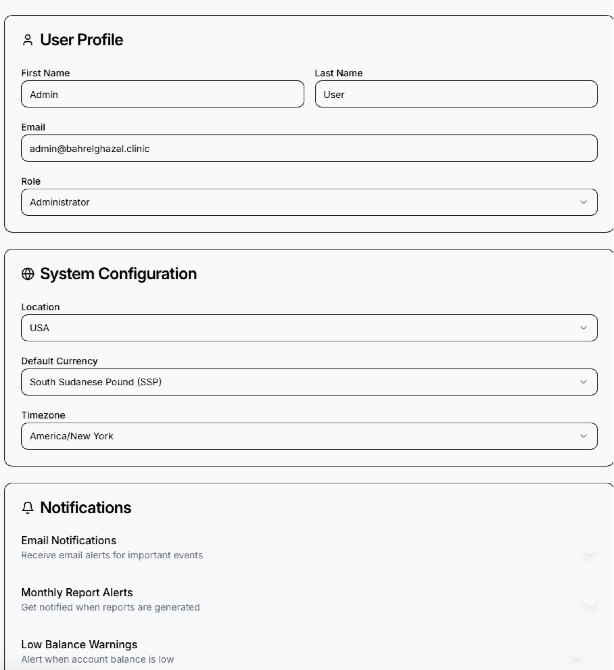 User Profile
First Name
Last Name
Admin
User
Email
admin@bahrelghazal.clinic
Role
Administrator
System Configuration
Location
USA
Default Currency
South Sudanese Pound (SSP)
Timezone
America/New York
Notifications
Email Notifications
Receive email alerts for important events
Monthly Report Alerts
Get notified when reports are generated
Low Balance Warnings
Alert when account balance is low